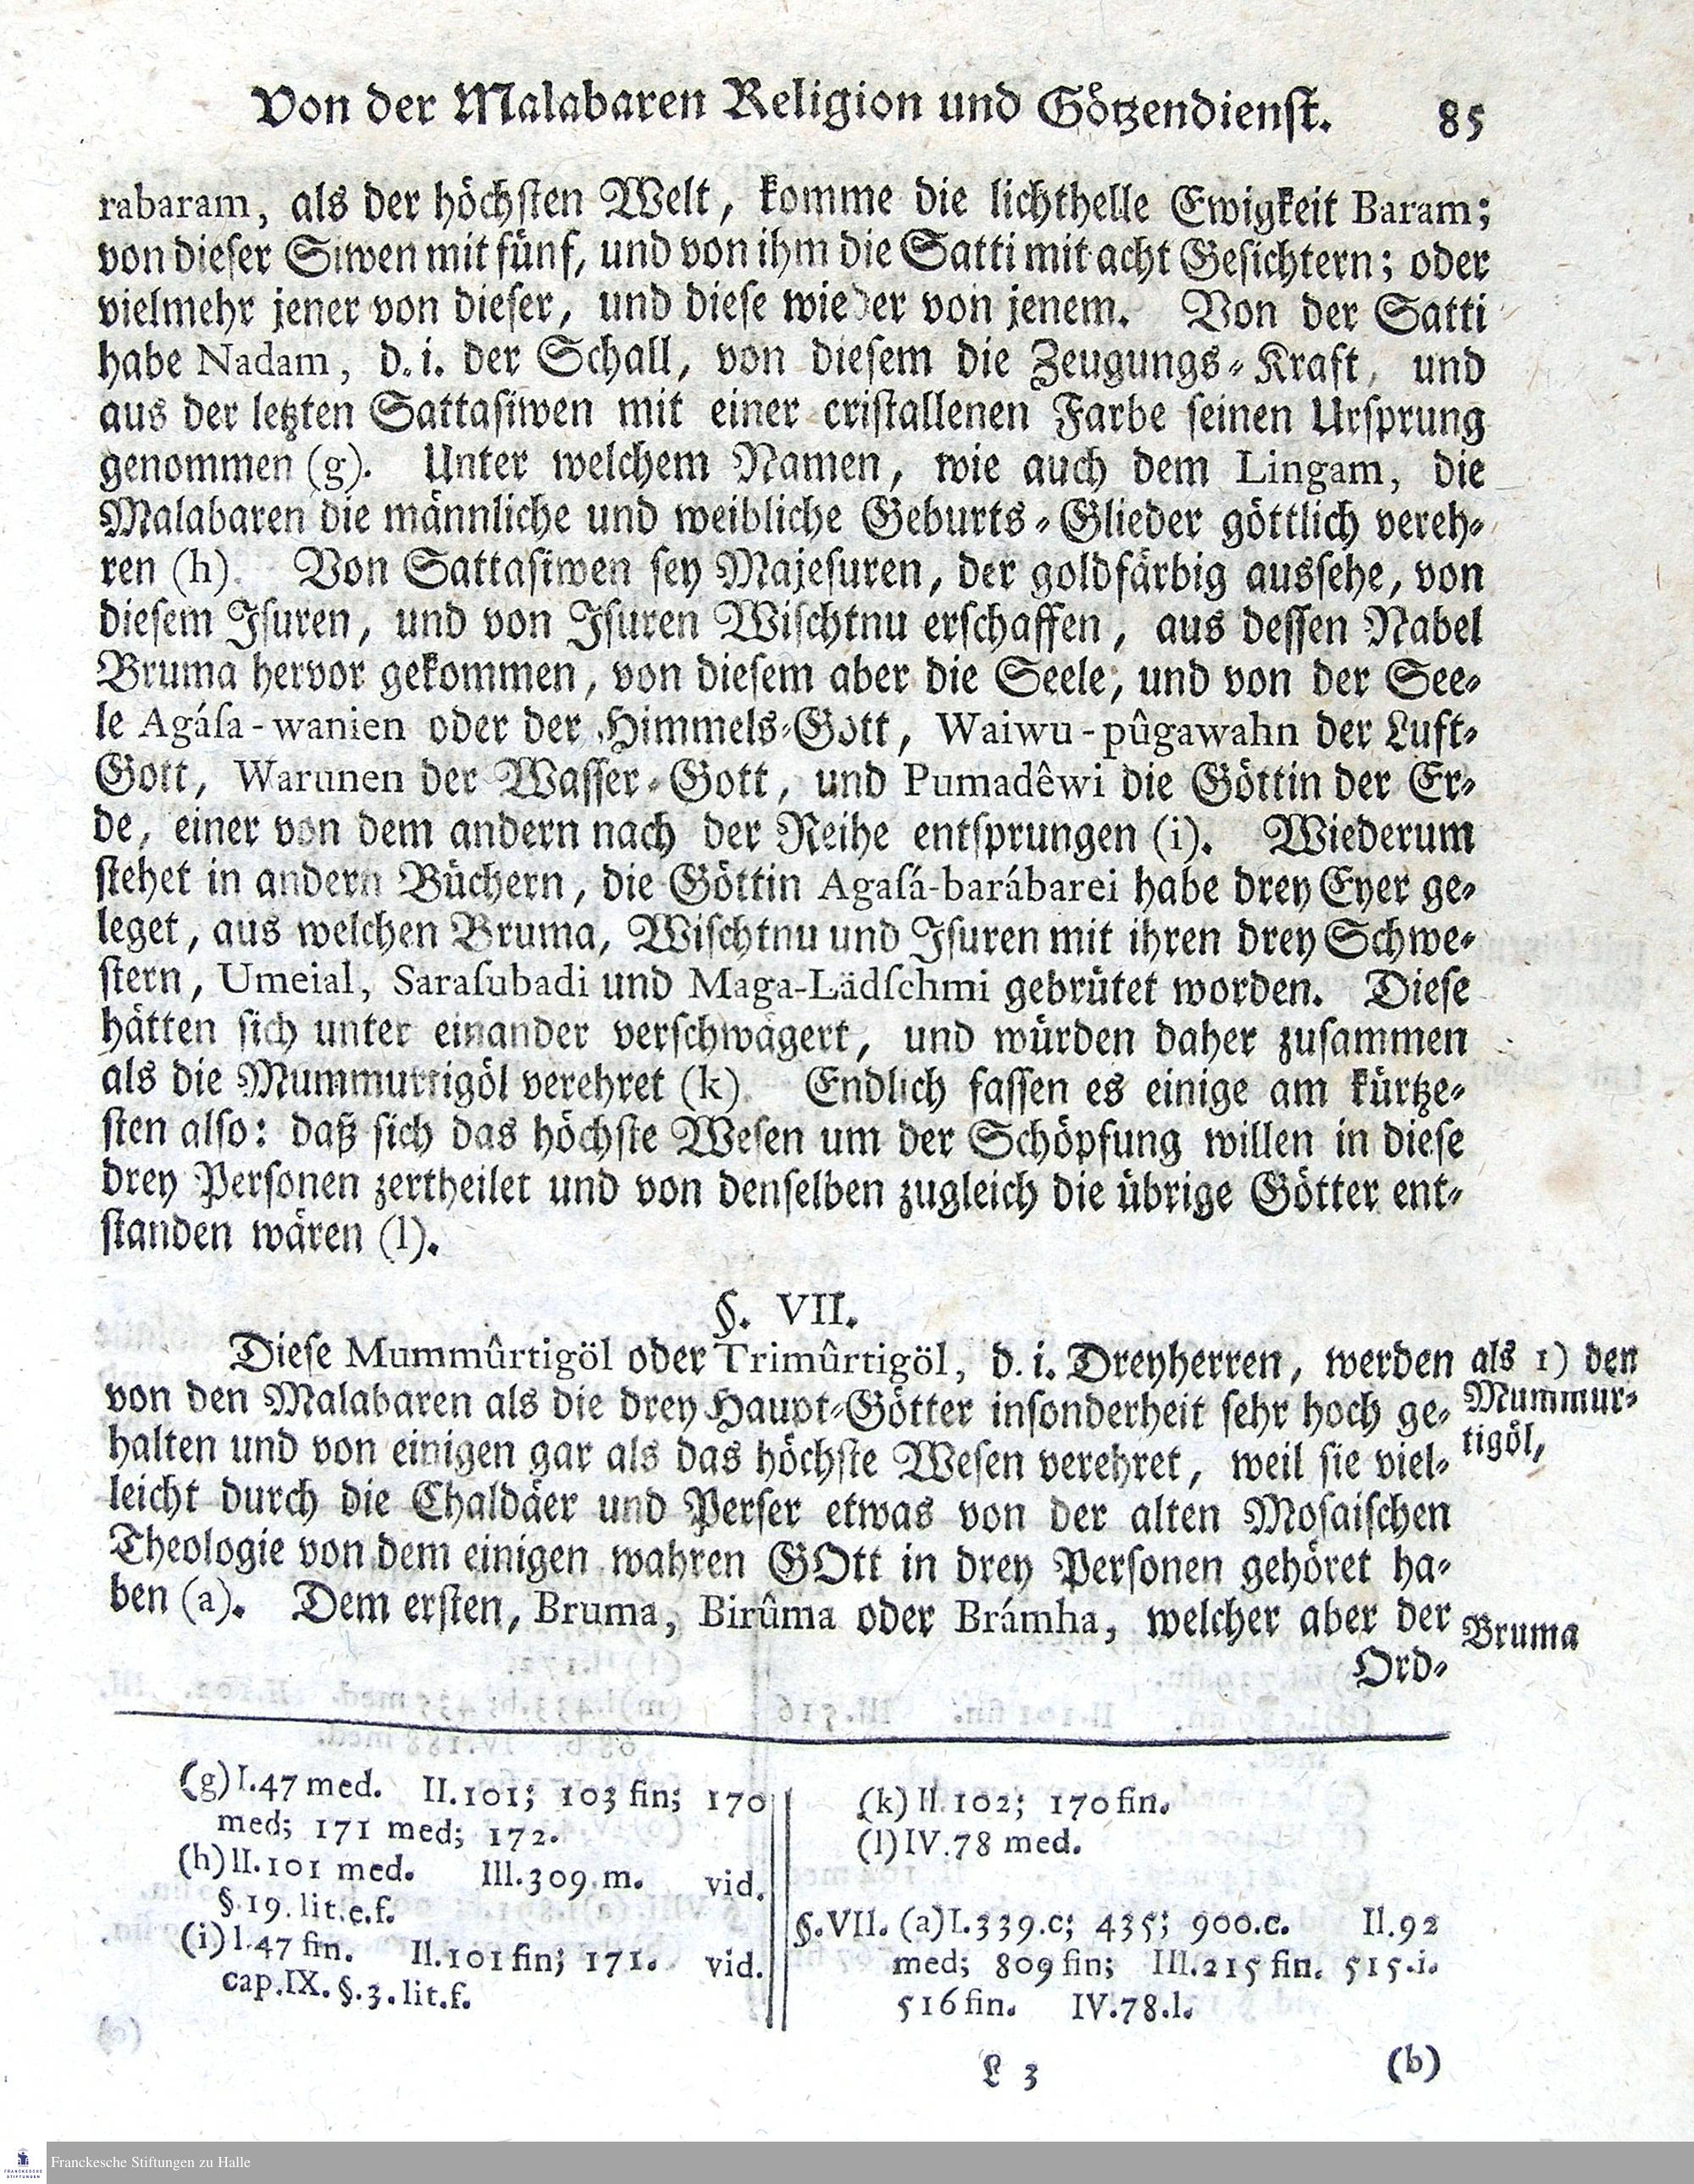 Von der Malabaren Religion und Götzendienst. 85
rabaram, als der höchsten Welt, komme die lichthelle Ewigkeit Baram;
von dieser Siwen mit fünf, und von ihm die Satti mit acht Gesichtern; oder
vielmehr jener von dieser, und diese wieder von jenem. Von der Satti
habe Nadam, d. i. der Schall, von diesem die Zeugungs-Kraft, und
aus der letzten Sattasiwen mit einer cristallenen Farbe seinen Ursprung
genommen (g). Unter welchem Namen, wie auch dem Lingam, die
Malabaren die männliche und weibliche Geburts-Glieder göttlich vereh-
ren (h). Von Sattasiwen sey Majesuren, der goldfärbig aussehe, von
diesem Isuren, und von Isuren Wischtnu erschaffen, aus dessen Nabel
Bruma hervor gekommen, von diesem aber die Seele, und von der See-
le Agáſa-wanien oder der Himmels-Gott, Waiwu-pûgawahn der Luft-
Gott, Warunen der Wasser-Gott, und Pumadêwi die Göttin der Er-
de, einer von dem andern nach der Reihe entsprungen (i). Wiederum
stehet in andern Büchern, die Göttin Agaſá-barábarei habe drey Eyer ge-
leget, aus welchen Bruma, Wischtnu und Isuren mit ihren drey Schwe-
stern, Umeial, Saraſubadi und Maga-Lädſchmi gebrütet worden. Diese
hätten sich unter einander verschwägert, und würden daher zusammen
als die Mummurtigöl verehret (k). Endlich fassen es einige am kürtze-
sten also: daß sich das höchste Wesen um der Schöpfung willen in diese
drey Personen zertheilet und von denselben zugleich die übrige Götter ent-
standen wären (l).
§. VII.
Diese Mummûrtigöl oder Trimûrtigöl, d. i. Dreyherren, werden
von den Malabaren als die drey Haupt-Götter insonderheit sehr hoch ge-
halten und von einigen gar als das höchste Wesen verehret, weil sie viel-
leicht durch die Chaldäer und Perser etwas von der alten Mosaischen
Theologie von dem einigen wahren GOtt in drey Personen gehöret ha-
ben (a). Dem ersten, Bruma, Birûma oder Brámha, welcher aber der
Ord-
als 1) den
Mummur-
tigöl,
Bruma
(g) I.47 med. II.101; 103 fin; 170
med; 171 med; 172.
(h) II.101 med. III.309.m. vid.
§.19.lit.e.f.
(i) I.47 fin. II.101 fin; 171. vid.
cap.IX.§.3.lit.f.
(k) II.102; 170 fin.
(l) IV.78 med.
§.VII. (a) I.339.c; 435; 900.c. II.92
med; 809 fin; III.215 fin. 515.i.
516 fin. IV.78.l.
L 3 (b)
FRANCKESCHE
STIFTUNGEN
Franckesche Stiftungen zu Halle